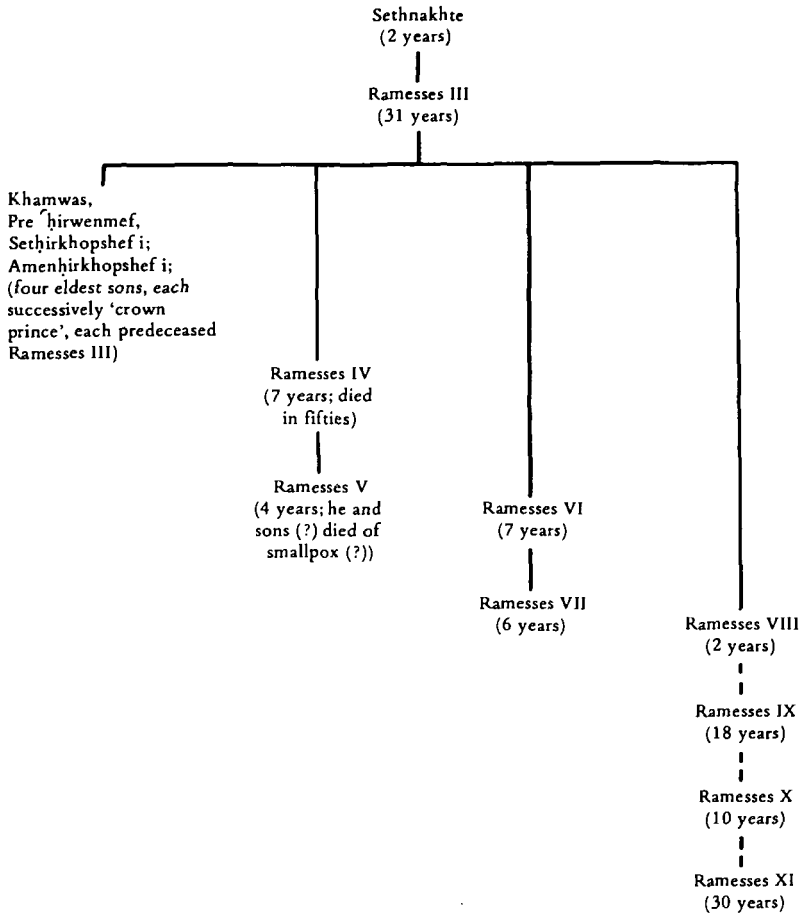 Sethnakhte
(2 years)
Ramesses III
(31 years)
Khamwas,
Pre ʿḥirwenmef,
Setḥirkhopshef i;
Amenḥirkhopshef i;
(four eldest sons, each
successively ‘crown
prince’, each predeceased
Ramesses III)
Ramesses IV
(7 years; died
in fifties)
Ramesses V
(4 years; he and
sons (?) died of
smallpox (?))
Ramesses VI
(7 years)
Ramesses VII
(6 years)
Ramesses VIII
(2 years)
Ramesses IX
(18 years)
Ramesses X
(10 years)
Ramesses XI
(30 years)